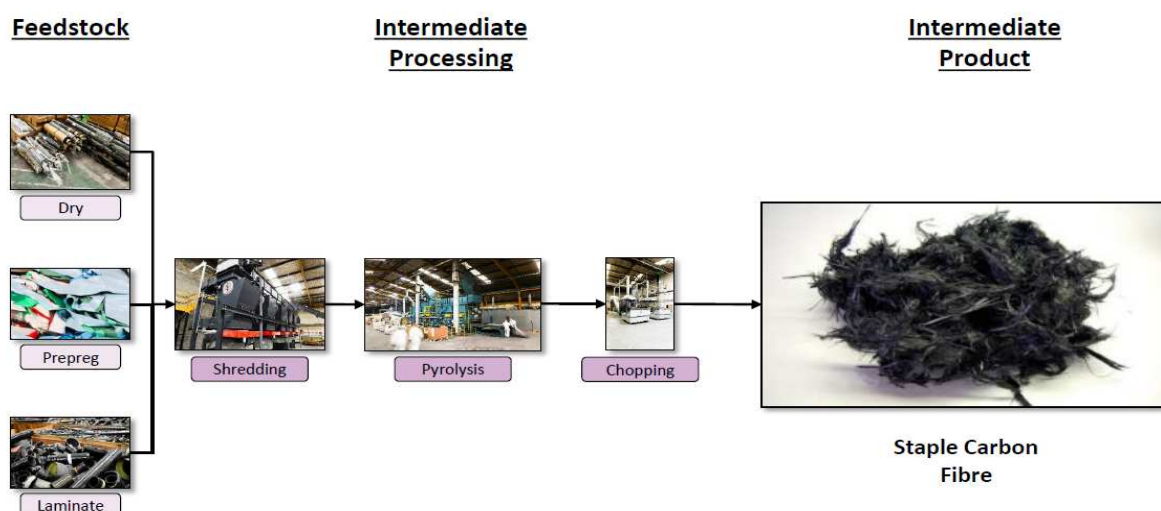 Feedstock
Intermediate
Processing
Intermediate
Product
Dry
Prepreg
Shredding
Pyrolysis
Chopping
Laminate
Staple Carbon
Fibre